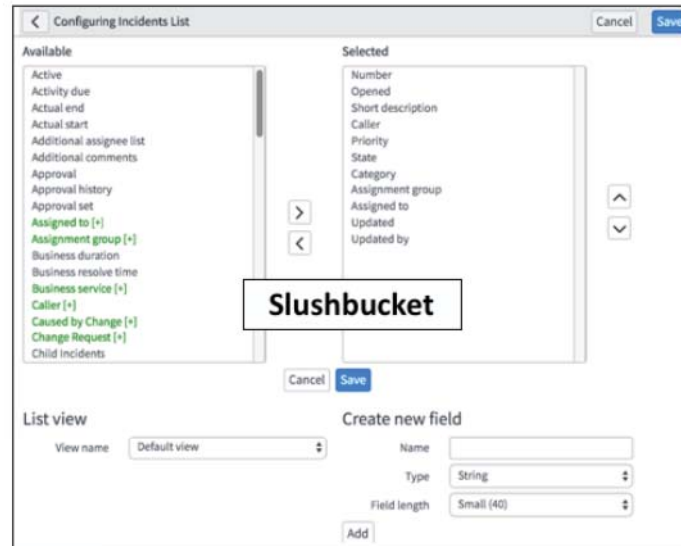 Configuring Incidents List
Cancel
Save
Available
Selected
Active
Activity due
Actual end
Actual start
Additional assignee list
Additional comments
Approval
Approval history
Approval set
Assigned to [+]
Assignment group [+]
Business duration
Business resolve time
Business service [+]
Caller [+]
Caused by Change [+]
Change Request [+]
Child Incidents
Number
Opened
Short description
Caller
Priority
State
Category
Assignment group
Assigned to
Updated
Updated by
Slushbucket
Cancel
Save
List view
View name
Default view
Create new field
Name
Type
String
Field length
Small (40)
Add